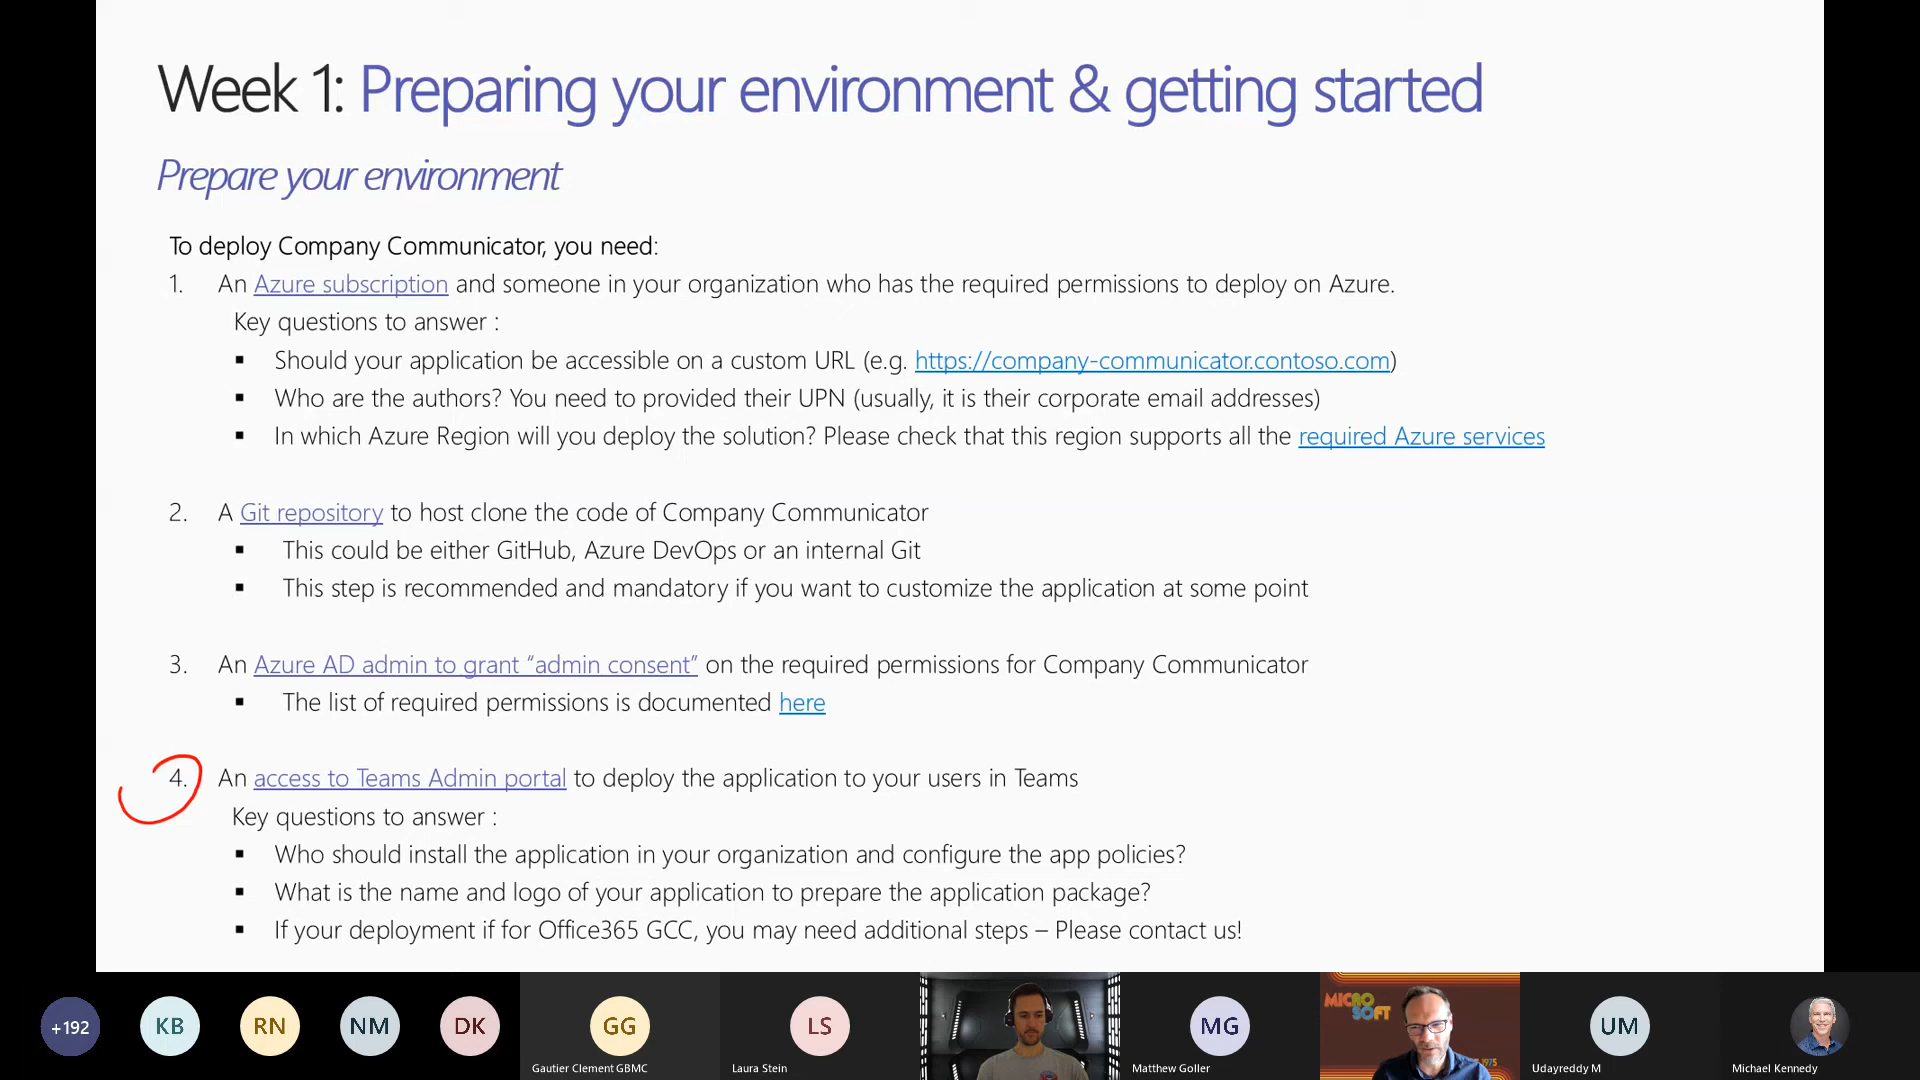 Week 1: Preparing your environment & getting started
Prepare your environment
To deploy Company Communicator, you need:
1. An Azure subscription and someone in your organization who has the required permissions to deploy on Azure.
Key questions to answer :
▪ Should your application be accessible on a custom URL (e.g. https://company-communicator.contoso.com)
▪ Who are the authors? You need to provided their UPN (usually, it is their corporate email addresses)
▪ In which Azure Region will you deploy the solution? Please check that this region supports all the required Azure services
2. A Git repository to host clone the code of Company Communicator
▪ This could be either GitHub, Azure DevOps or an internal Git
▪ This step is recommended and mandatory if you want to customize the application at some point
3. An Azure AD admin to grant “admin consent” on the required permissions for Company Communicator
▪ The list of required permissions is documented here
4. An access to Teams Admin portal to deploy the application to your users in Teams
Key questions to answer :
▪ Who should install the application in your organization and configure the app policies?
▪ What is the name and logo of your application to prepare the application package?
▪ If your deployment if for Office365 GCC, you may need additional steps – Please contact us!
+192 KB RN NM DK GG LS MG UM
MICROSOFT
1975
Gautier Clement GBMC Laura Stein Matthew Goller Udayreddy M Michael Kennedy